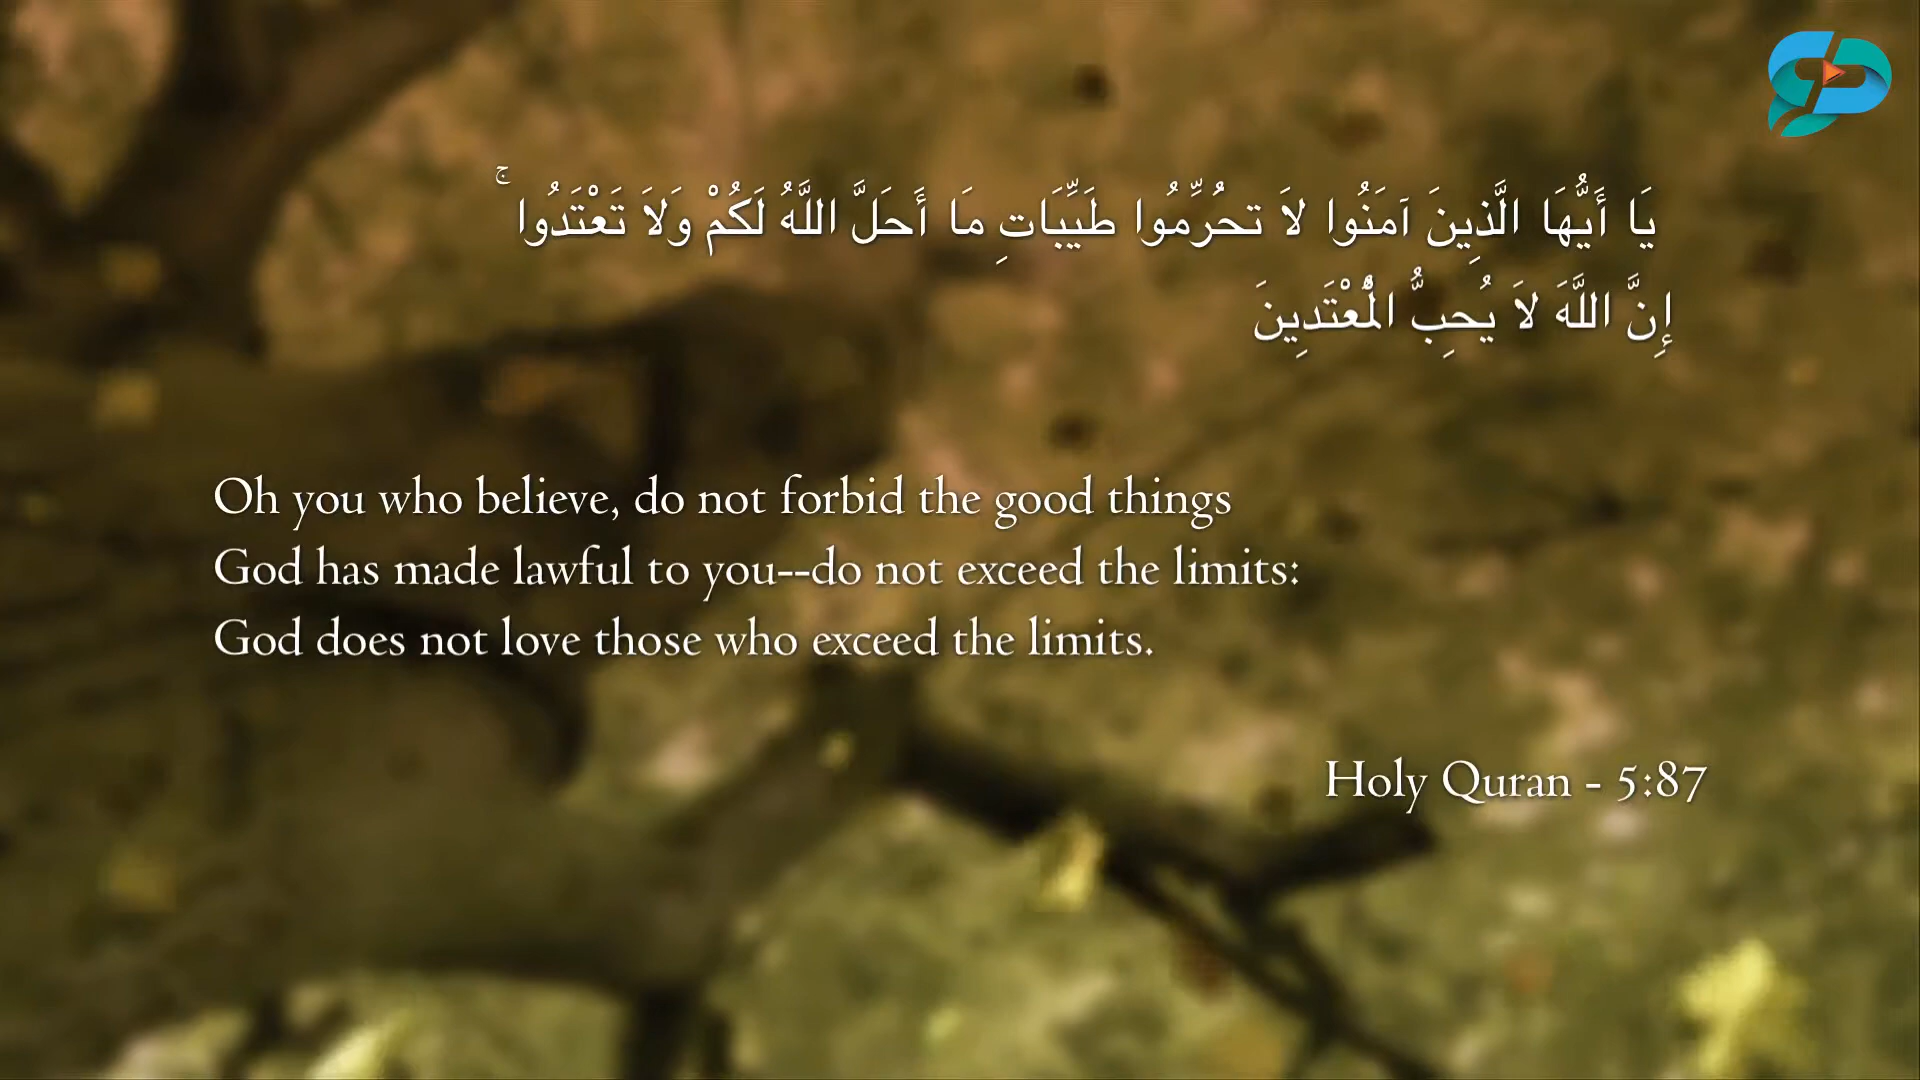 يَا أَيُّهَا الَّذِينَ آمَنُوا لاَ تحُرِّمُوا طَيِّبَاتِ مَا أَحَلَّ اللَّهُ لَكُمْ وَلاَ تَعْتَدُوا ۚ
إِنَّ اللَّهَ لاَ يُحِبُّ الْمُعْتَدِينَ
Oh you who believe, do not forbid the good things
God has made lawful to you--do not exceed the limits:
God does not love those who exceed the limits.
Holy Quran - 5:87